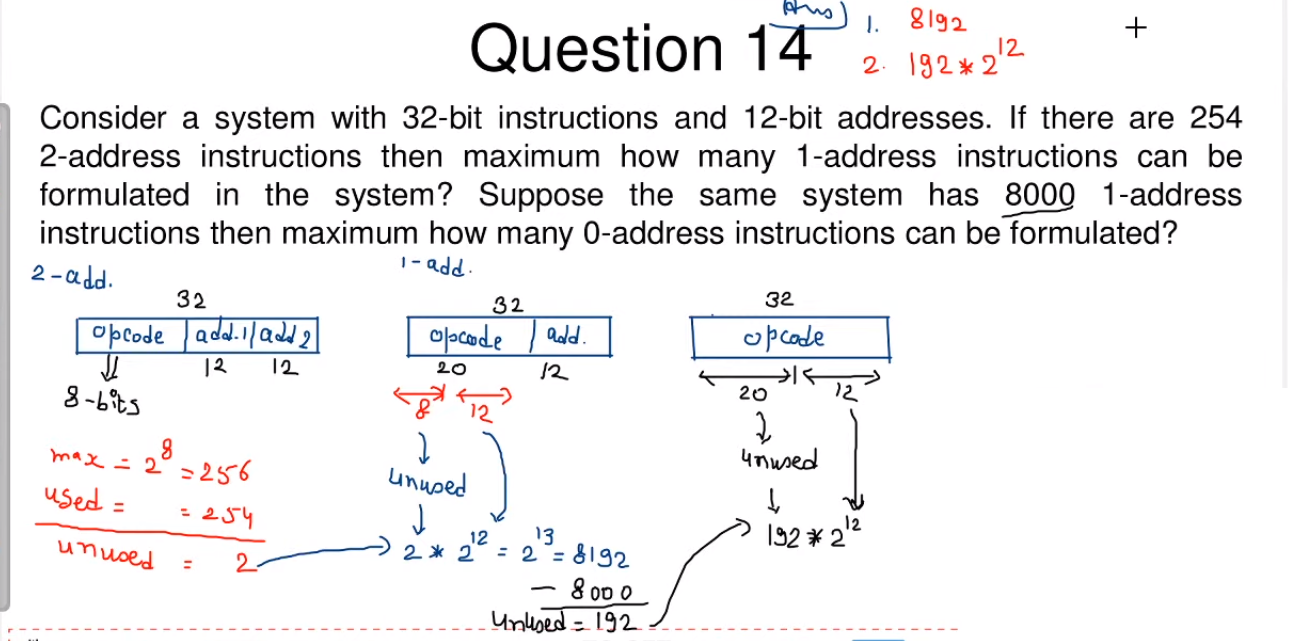 Ans) 1. 8192
Question 14
2. 192 * 2^12
Consider a system with 32-bit instructions and 12-bit addresses. If there are 254
2-address instructions then maximum how many 1-address instructions can be
formulated in the system? Suppose the same system has 8000 1-address
instructions then maximum how many 0-address instructions can be formulated?
2-add.
32
opcode | add.1 | add 2
12 12
8-bits
max = 2^8 = 256
used = = 254
unused = 2
1-add.
32
opcode | add.
20 12
8 12
unused
2 * 2^12 = 2^13 = 8192
- 8000
Unused = 192
32
opcode
20 12
unused
192 * 2^12